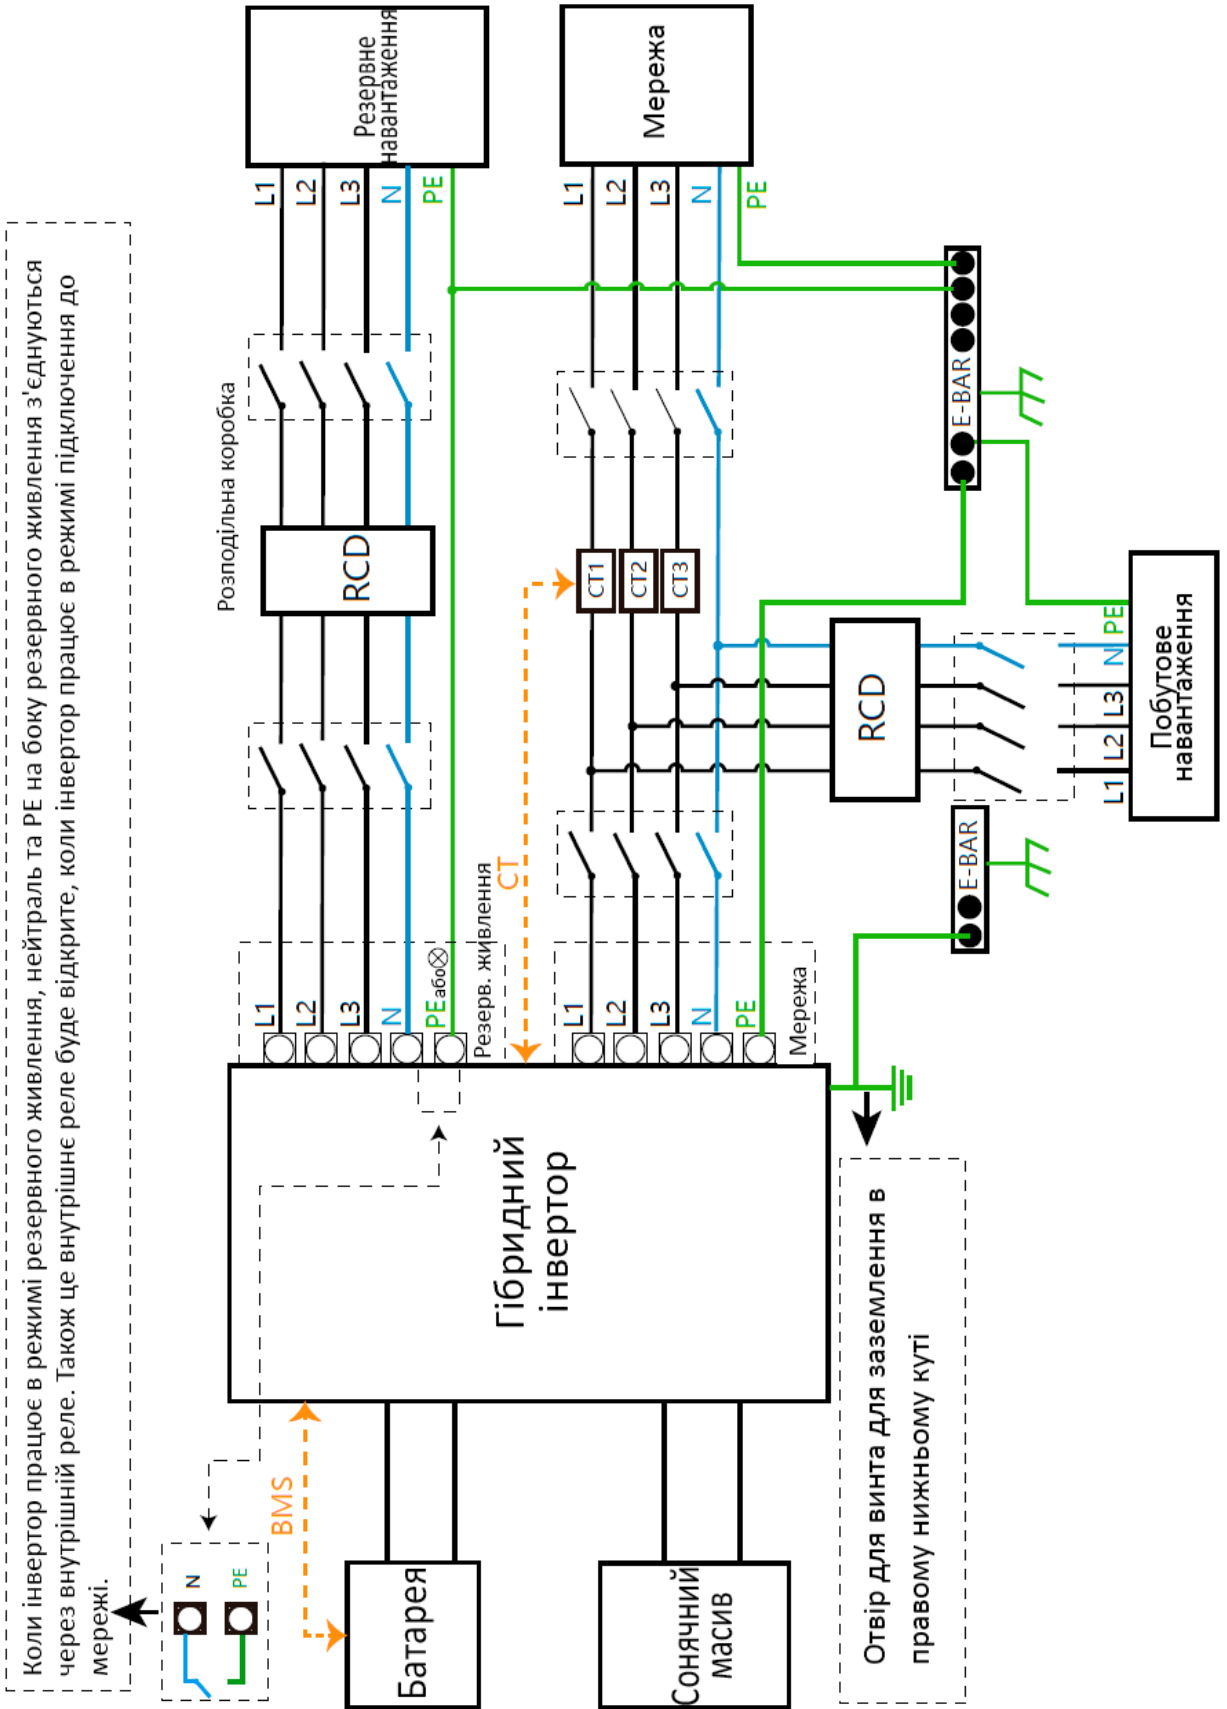 Коли інвертор працює в режимі резервного живлення, нейтраль та PE на боку резервного живлення з'єднуються
через внутрішній реле. Також це внутрішнє реле буде відкрите, коли інвертор працює в режимі підключення до
мережі.
N
PE
BMS
Батарея
Сонячний
масив
Гібридний
інвертор
L1
L2
L3
N
PE
або
Резерв. живлення
CT
L1
L2
L3
N
PE
Мережа
Розподільна коробка
RCD
L1
L2
L3
N
PE
Резервне
навантаження
CT1
CT2
CT3
L1
L2
L3
N
PE
Мережа
RCD
L1
L2
L3
N
PE
Побутове
навантаження
E-BAR
E-BAR
Отвір для винта для заземлення в
правому нижньому куті